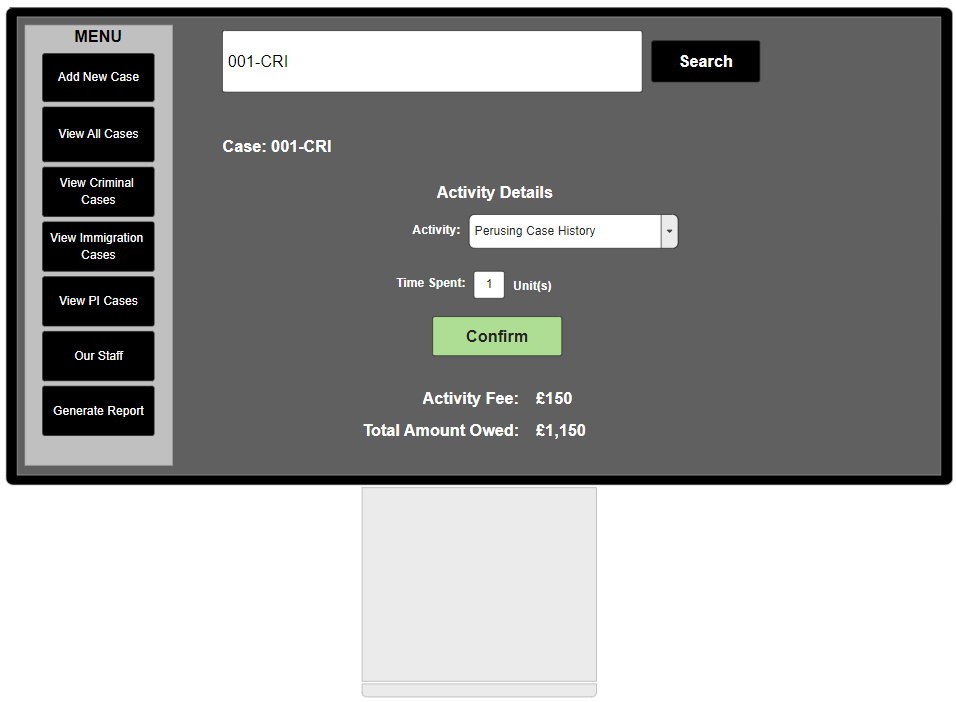 MENU
Add New Case
View All Cases
View Criminal
Cases
View Immigration
Cases
View PI Cases
Our Staff
Generate Report
001-CRI
Search
Case: 001-CRI
Activity Details
Activity: Perusing Case History
Time Spent: 1 Unit(s)
Confirm
Activity Fee: £150
Total Amount Owed: £1,150